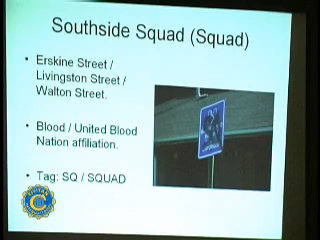 Southside Squad (Squad)
• Erskine Street /
Livingston Street /
Walton Street.
• Blood / United Blood
Nation affiliation.
• Tag: SQ / SQUAD